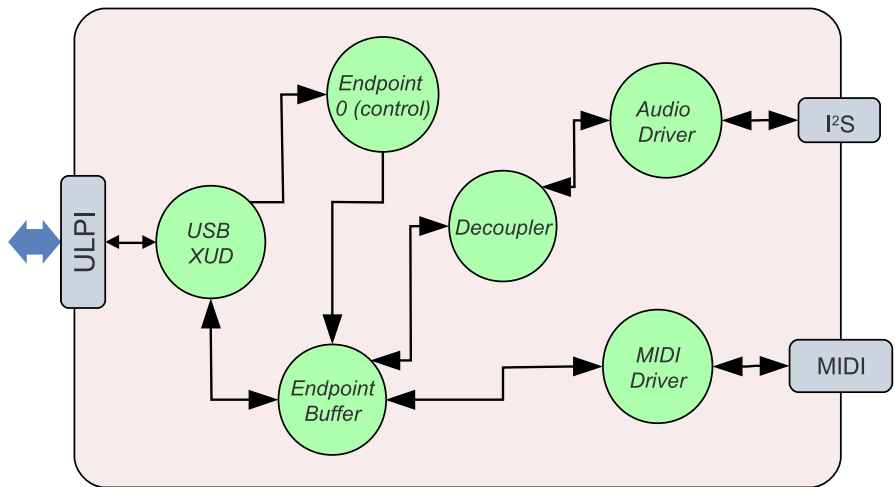 Endpoint
0 (control)
Audio
Driver
I²S
ULPI
USB
XUD
Decoupler
Endpoint
Buffer
MIDI
Driver
MIDI